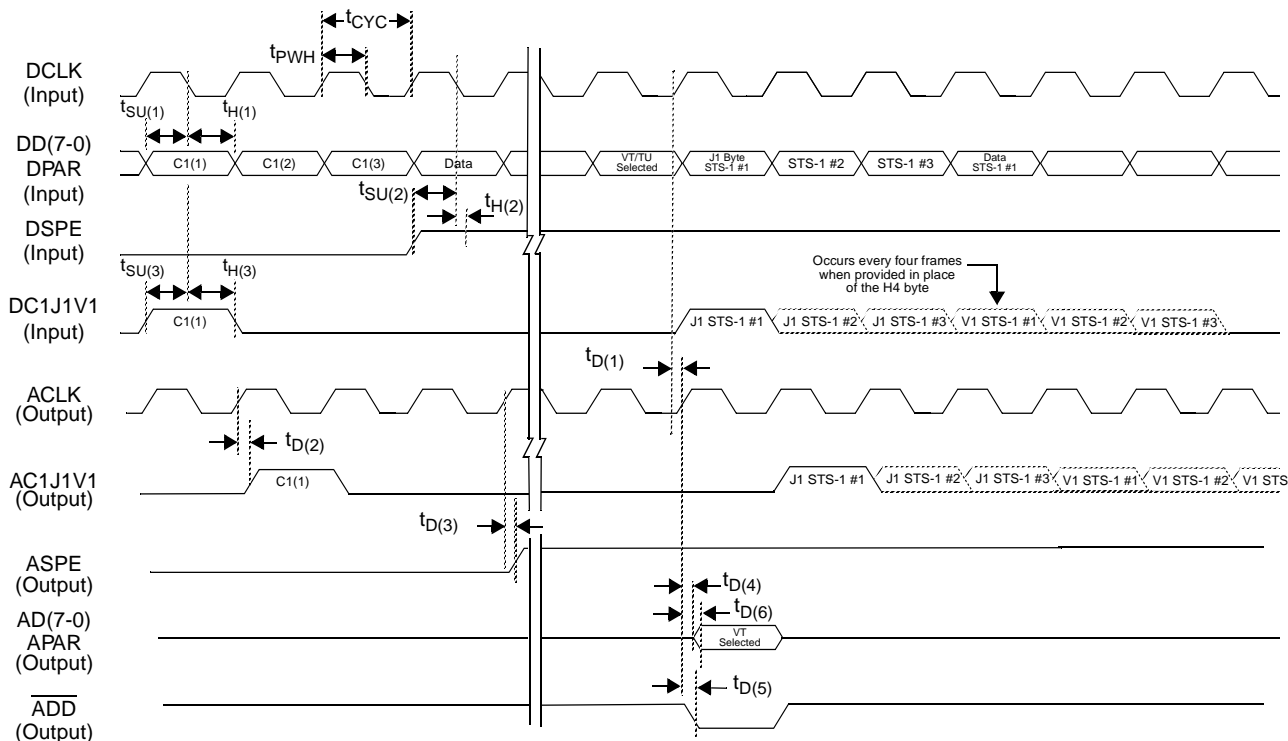 tCYC
tPWH
DCLK
(Input)
tSU(1)
tH(1)
DD(7-0)
DPAR
(Input)
C1(1)
C1(2)
C1(3)
Data
VT/TU
Selected
J1 Byte
STS-1 #1
STS-1 #2
STS-1 #3
Data
STS-1 #1
tSU(2)
tH(2)
DSPE
(Input)
tSU(3)
tH(3)
Occurs every four frames
when provided in place
of the H4 byte
DC1J1V1
(Input)
C1(1)
J1 STS-1 #1
J1 STS-1 #2
J1 STS-1 #3
V1 STS-1 #1
V1 STS-1 #2
V1 STS-1 #3
tD(1)
ACLK
(Output)
tD(2)
AC1J1V1
(Output)
C1(1)
J1 STS-1 #1
J1 STS-1 #2
J1 STS-1 #3
V1 STS-1 #1
V1 STS-1 #2
V1 STS
tD(3)
ASPE
(Output)
tD(4)
tD(6)
AD(7-0)
APAR
(Output)
VT
Selected
tD(5)
ADD
(Output)